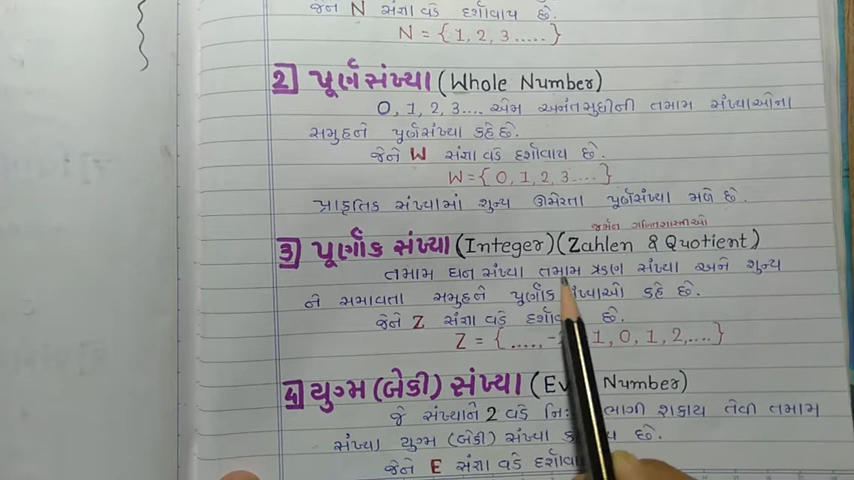 જેને N સંજ્ઞા વડે દર્શાવાય છે.
N = { 1, 2, 3 ..... }
2 પૂર્ણ સંખ્યા (Whole Number)
0, 1, 2, 3 .... એમ અનંત સુધીની તમામ સંખ્યાઓના
સમુહને પૂર્ણસંખ્યા કહે છે.
જેને W સંજ્ઞા વડે દર્શાવાય છે.
W = { 0, 1, 2, 3 .... }
પ્રાકૃતિક સંખ્યામાં શુન્ય ઉમેરતા પૂર્ણસંખ્યા મળે છે.
જર્મન ગણિતશાસ્ત્રીઓ
3 પૂર્ણાંક સંખ્યા (Integer) (Zahlen & Quotient)
તમામ ધન સંખ્યા તમામ ઋણ સંખ્યા અને શુન્ય
ને સમાવતા સમુહને પૂર્ણાંક સંખ્યાઓ કહે છે.
જેને Z સંજ્ઞા વડે છે.
Z = { ....., 1, 0, 1, 2, .... }
4 યુગ્મ (બેકી) સંખ્યા ( Number)
જે સંખ્યાને 2 વડે ભાગી શકાય તેવી તમામ
સંખ્યા યુગ્મ (બેકી) સંખ્યા છે.
જેને E સંજ્ઞા વડે